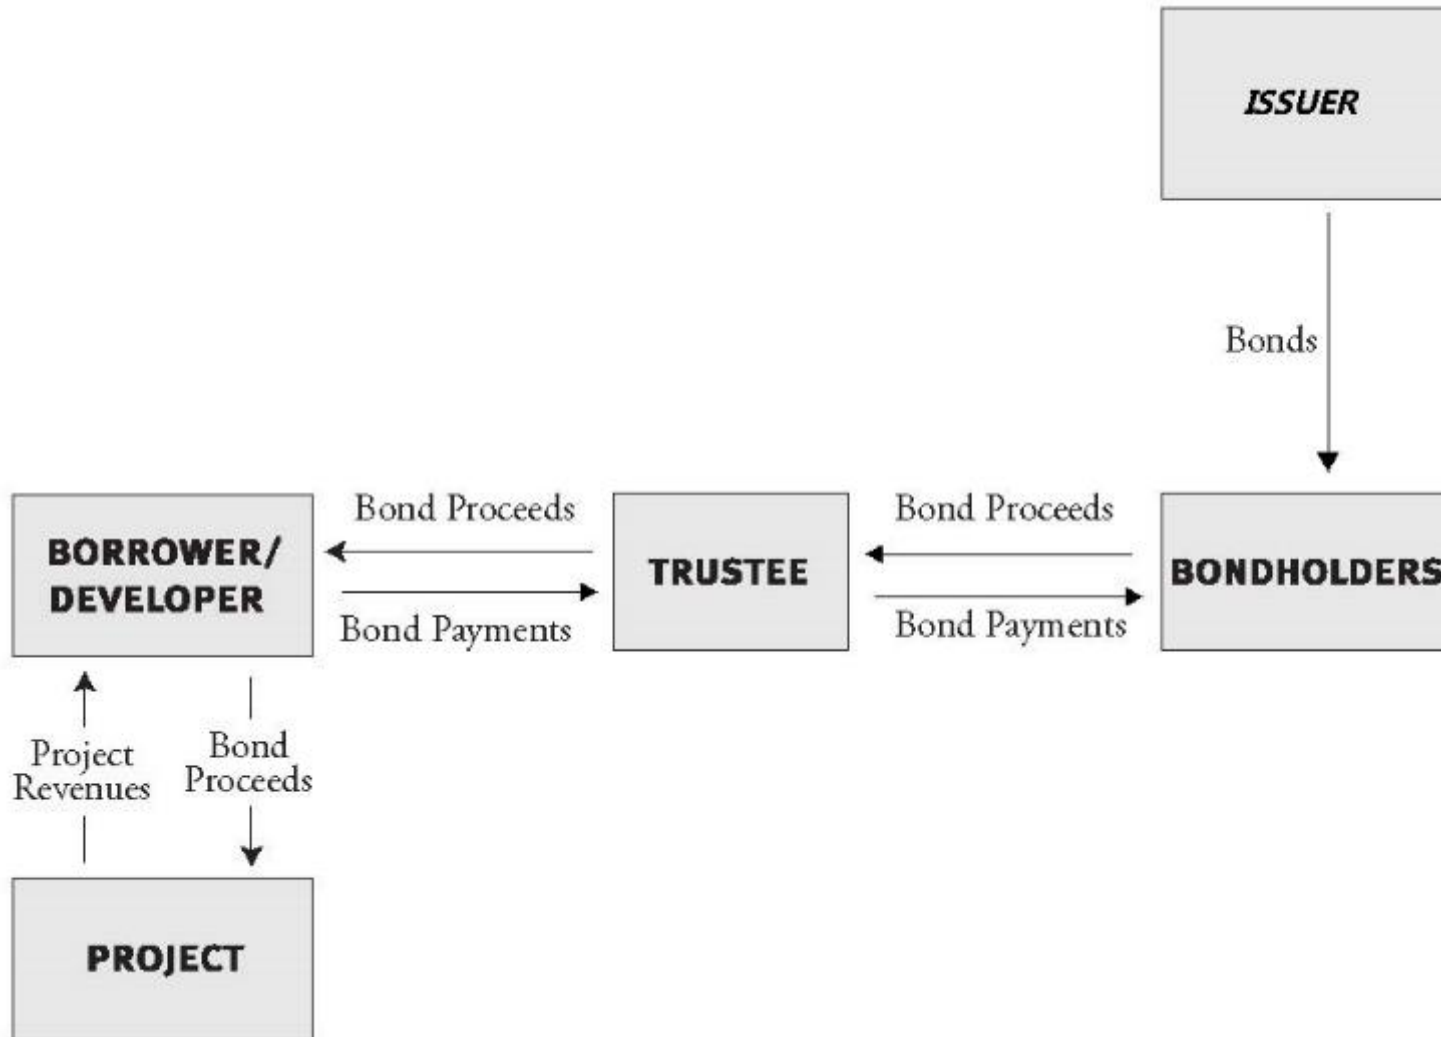 ISSUER
Bonds
Bond Proceeds
Bond Proceeds
BORROWER/
DEVELOPER
TRUSTEE
BONDHOLDERS
Bond Payments
Bond Payments
Project
Revenues
Bond
Proceeds
PROJECT